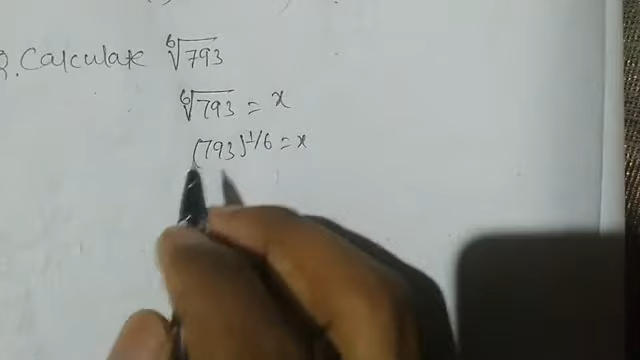 Q. Calculate ⁶√793
⁶√793 = x
(793)^1/6 = x